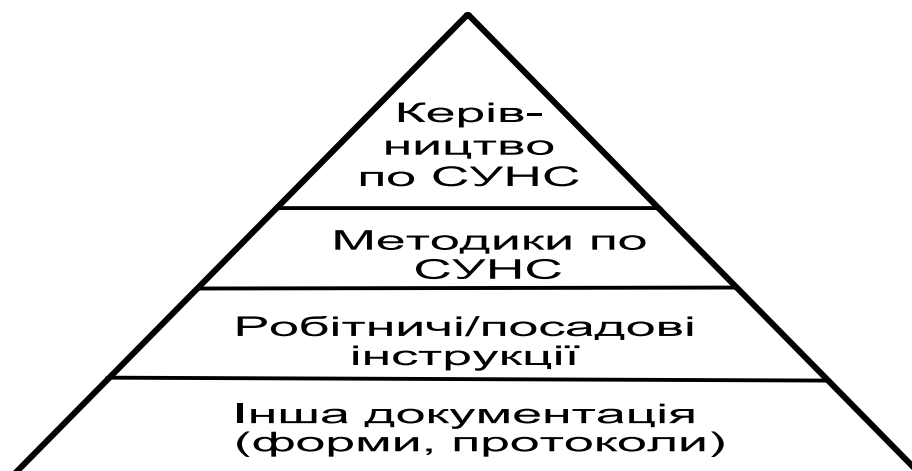 Керів-
ництво
по СУНС
Методики по
СУНС
Робітничі/посадові
інструкції
Інша документація
(форми, протоколи)